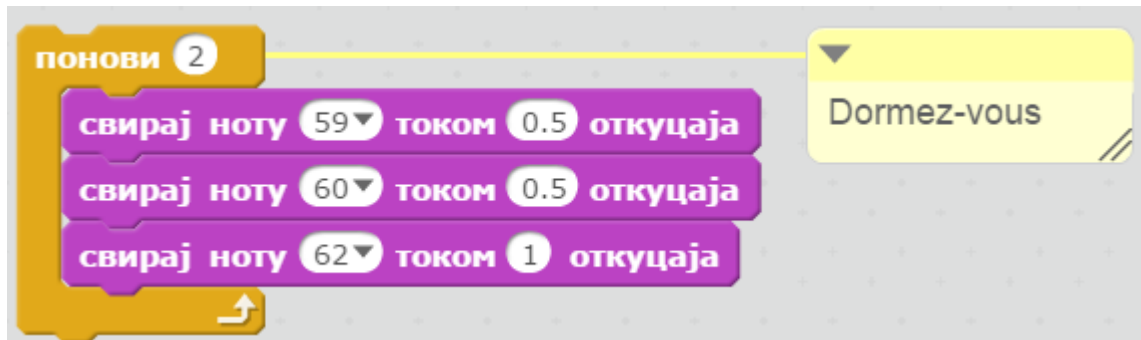 понови 2
Dormez-vous
свирај ноту 59 током 0.5 откуцаја
свирај ноту 60 током 0.5 откуцаја
свирај ноту 62 током 1 откуцаја